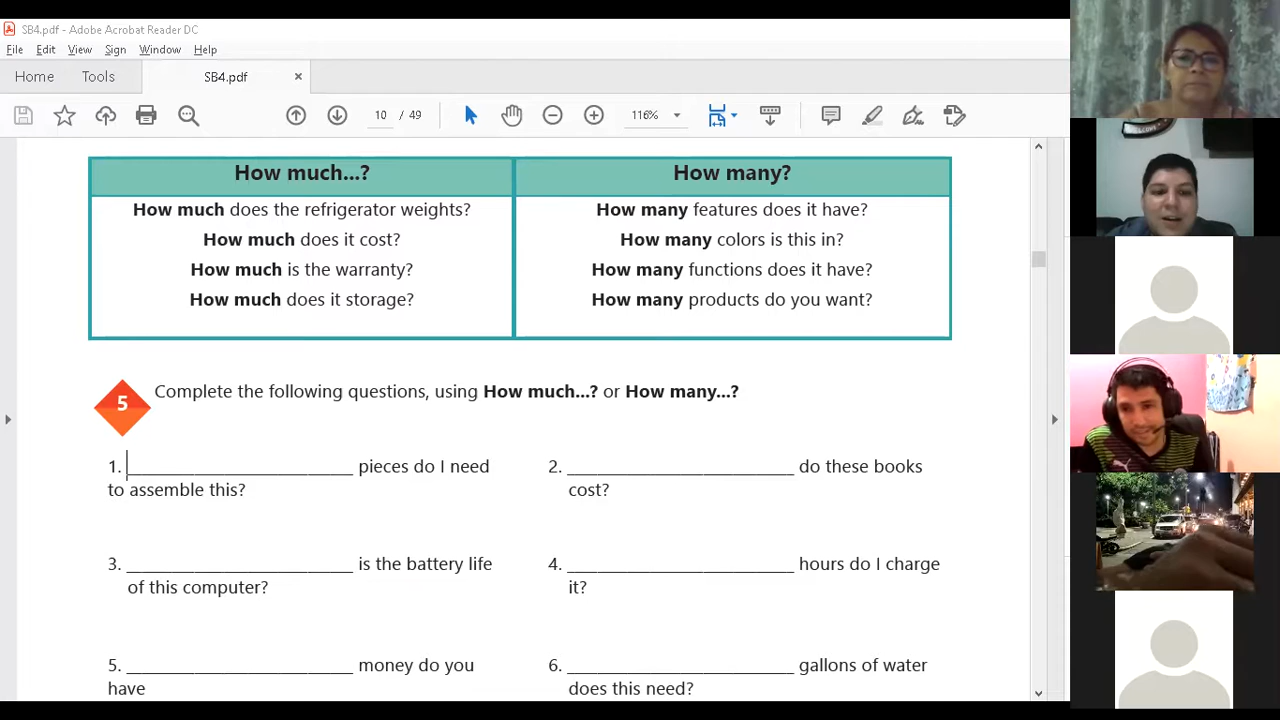 SB4.pdf - Adobe Acrobat Reader DC
File Edit View Window Sign Help
Home Tools SB4.pdf ×
10 / 49 116%
How much...? How many?
How much does the refrigerator weights? How many features does it have?
How much does it cost? How many colors is this in?
How much is the warranty? How many functions does it have?
How much does it storage? How many products do you want?
5 Complete the following questions, using How much...? or How many...?
1. ________________________ pieces do I need 2. ________________________ do these books
to assemble this? cost?
3. ________________________ is the battery life 4. ________________________ hours do I charge
of this computer? it?
5. ________________________ money do you 6. ________________________ gallons of water
have does this need?